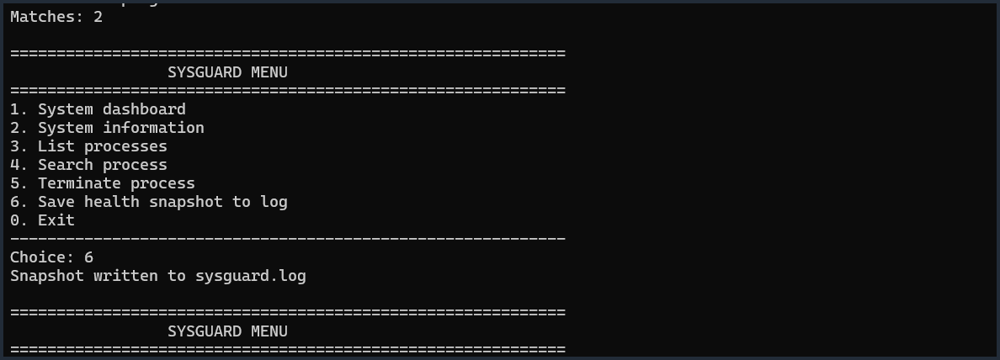 Matches: 2
============================================================
SYSGUARD MENU
============================================================
1. System dashboard
2. System information
3. List processes
4. Search process
5. Terminate process
6. Save health snapshot to log
0. Exit
------------------------------------------------------------
Choice: 6
Snapshot written to sysguard.log
============================================================
SYSGUARD MENU
============================================================